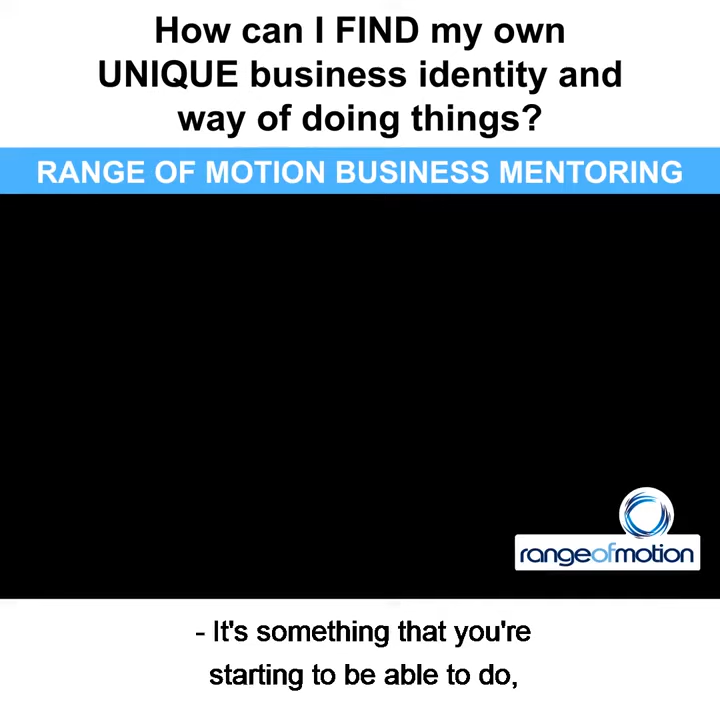 How can I FIND my own
UNIQUE business identity and
way of doing things?
RANGE OF MOTION BUSINESS MENTORING
rangeofmotion
- It's something that you're
starting to be able to do,